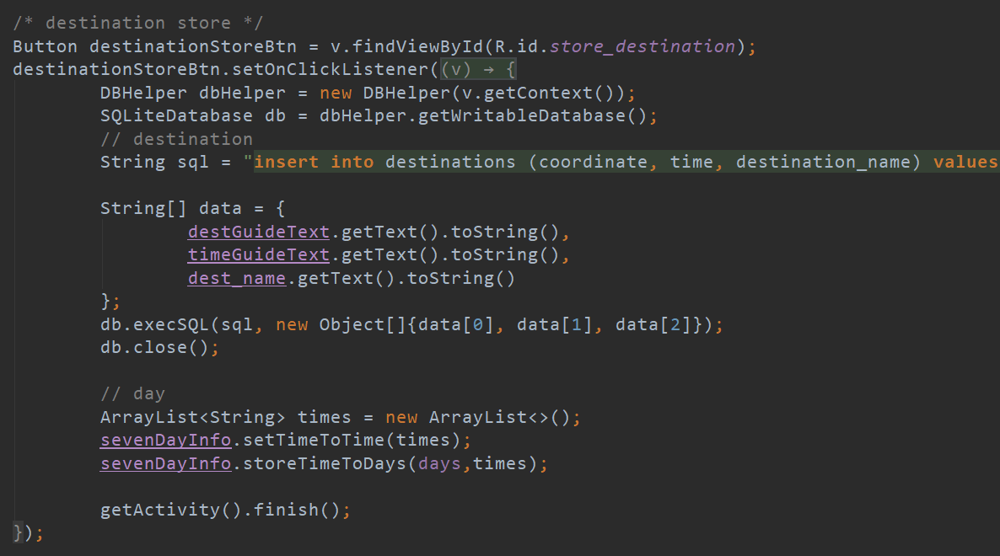 /* destination store */
Button destinationStoreBtn = v.findViewById(R.id.store_destination);
destinationStoreBtn.setOnClickListener((v) → {
DBHelper dbHelper = new DBHelper(v.getContext());
SQLiteDatabase db = dbHelper.getWritableDatabase();
// destination
String sql = "insert into destinations (coordinate, time, destination_name) values
String[] data = {
destGuideText.getText().toString(),
timeGuideText.getText().toString(),
dest_name.getText().toString()
};
db.execSQL(sql, new Object[]{data[0], data[1], data[2]});
db.close();
// day
ArrayList<String> times = new ArrayList<>();
sevenDayInfo.setTimeToTime(times);
sevenDayInfo.storeTimeToDays(days,times);
getActivity().finish();
});